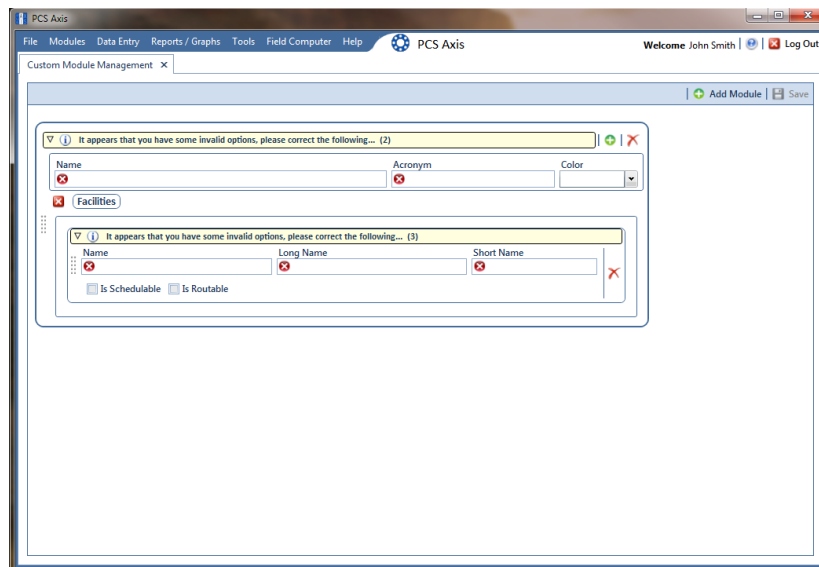 PCS Axis
File Modules Data Entry Reports / Graphs Tools Field Computer Help PCS Axis Welcome John Smith Log Out
Custom Module Management
Add Module Save
It appears that you have some invalid options, please correct the following... (2)
Name Acronym Color
Facilities
It appears that you have some invalid options, please correct the following... (3)
Name Long Name Short Name
Is Schedulable Is Routable